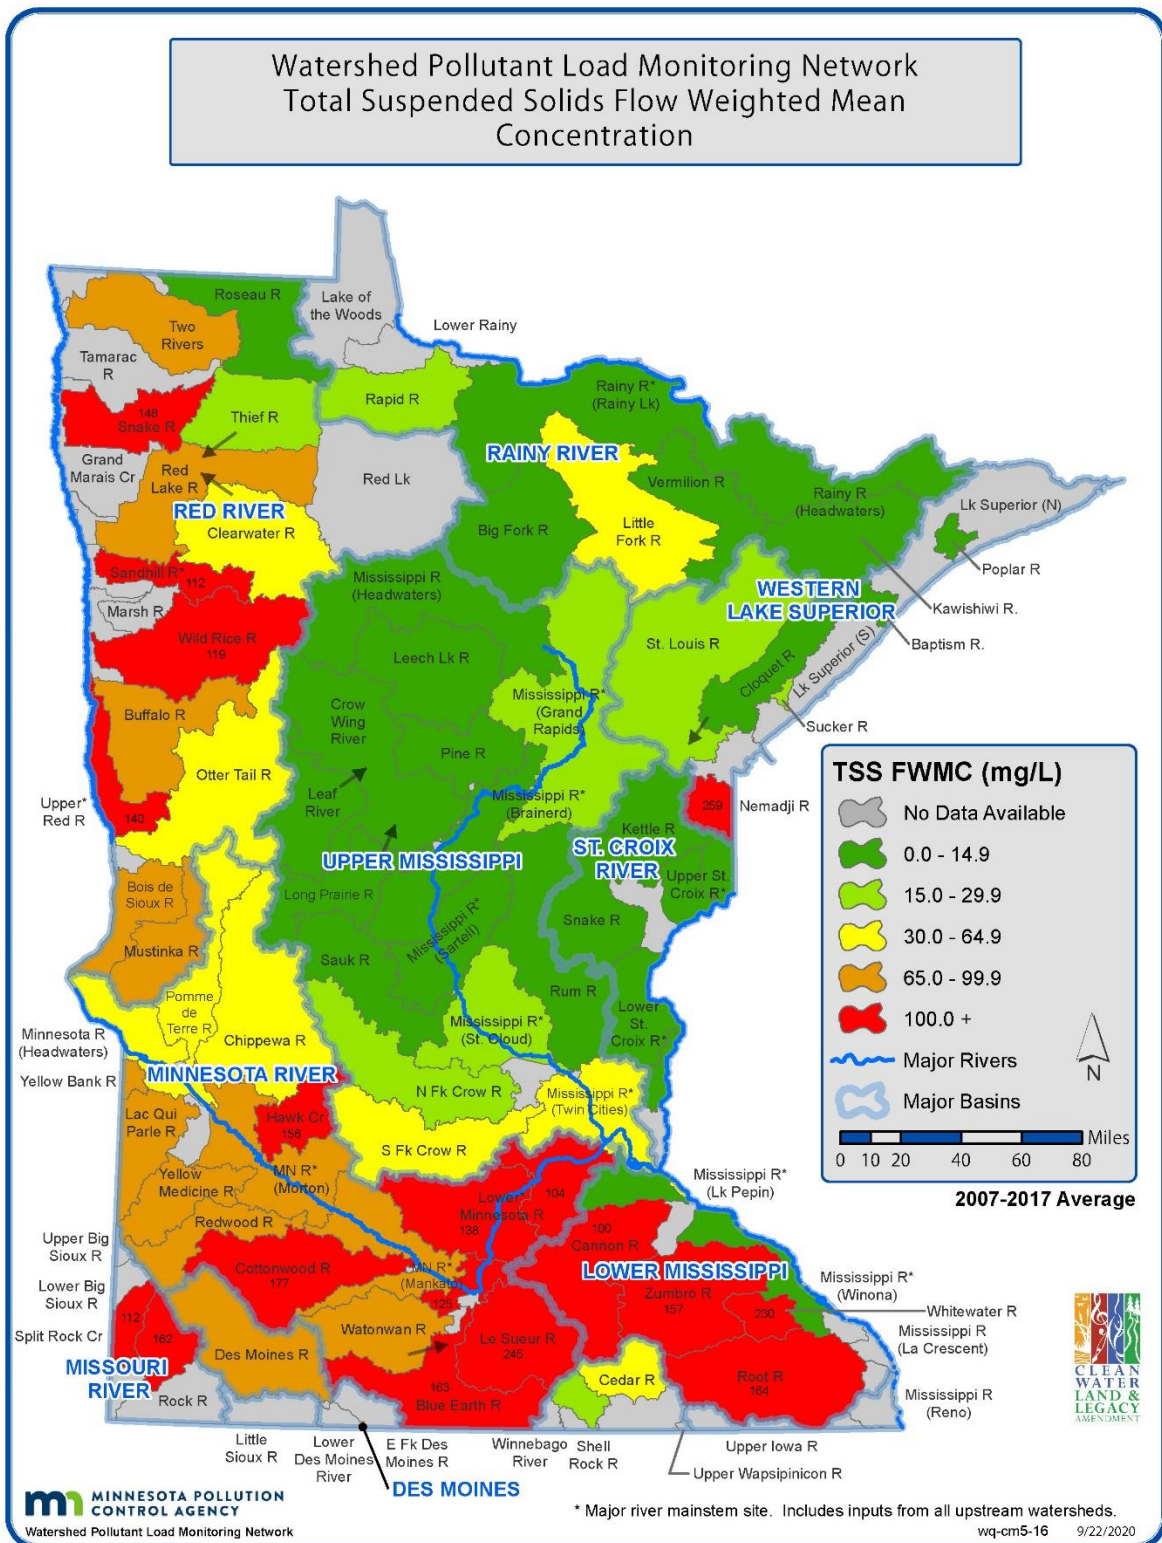 Watershed Pollutant Load Monitoring Network
Total Suspended Solids Flow Weighted Mean
Concentration
Roseau R
Lake of
the Woods
Two
Rivers
Lower Rainy
Tamarac
R
148
Snake R
Thief R
Rapid R
Rainy R*
(Rainy Lk)
Grand
Marais Cr
Red
Lake R
Red Lk
RAINY RIVER
Vermilion R
Rainy R
(Headwaters)
Lk Superior (N)
RED RIVER
Clearwater R
Big Fork R
Little
Fork R
Poplar R
Sandhill R*
112
Mississippi R
(Headwaters)
WESTERN
LAKE SUPERIOR
Kawishiwi R.
Marsh R
Wild Rice R
119
Leech Lk R
St. Louis R
Cloquet R
Lk Superior (S)
Baptism R.
Buffalo R
Crow
Wing
River
Mississippi R*
(Grand
Rapids)
Sucker R
Pine R
Otter Tail R
Upper*
Red R
140
Leaf
River
Mississippi R*
(Brainerd)
259
Nemadji R
Kettle R
UPPER MISSISSIPPI
ST. CROIX
RIVER
Bois de
Sioux R
Long Prairie R
Upper St.
Croix R*
Mustinka R
Mississippi R*
(Sartell)
Snake R
Sauk R
Pomme
de
Terre R
Rum R
Lower
St.
Croix R*
Minnesota R
(Headwaters)
Chippewa R
Mississippi R*
(St. Cloud)
Yellow Bank R
MINNESOTA RIVER
N Fk Crow R
Mississippi R*
(Twin Cities)
Lac Qui
Parle R
Hawk Cr
158
S Fk Crow R
Yellow
Medicine R
MN R*
(Morton)
Mississippi R*
(Lk Pepin)
Redwood R
Lower*
Minnesota R
138
104
100
Cannon R
Upper Big
Sioux R
Cottonwood R
177
MN R*
(Mankato)
LOWER MISSISSIPPI
Mississippi R*
(Winona)
Lower Big
Sioux R
125
Zumbro R
157
230
Whitewater R
Split Rock Cr
112
162
Watonwan R
Le Sueur R
245
Mississippi R
(La Crescent)
MISSOURI
RIVER
Des Moines R
Cedar R
Root R
164
Rock R
163
Blue Earth R
Mississippi R
(Reno)
Little
Sioux R
Lower
Des Moines
River
E Fk Des
Moines R
Winnebago
River
Shell
Rock R
Upper Iowa R
Upper Wapsipinicon R
DES MOINES
TSS FWMC (mg/L)
No Data Available
0.0 - 14.9
15.0 - 29.9
30.0 - 64.9
65.0 - 99.9
100.0 +
Major Rivers
N
Major Basins
Miles
0 10 20 40 60 80
2007-2017 Average
CLEAN
WATER
LAND &
LEGACY
AMENDMENT
MINNESOTA POLLUTION
CONTROL AGENCY
Watershed Pollutant Load Monitoring Network
* Major river mainstem site. Includes inputs from all upstream watersheds.
wq-cm5-16 9/22/2020